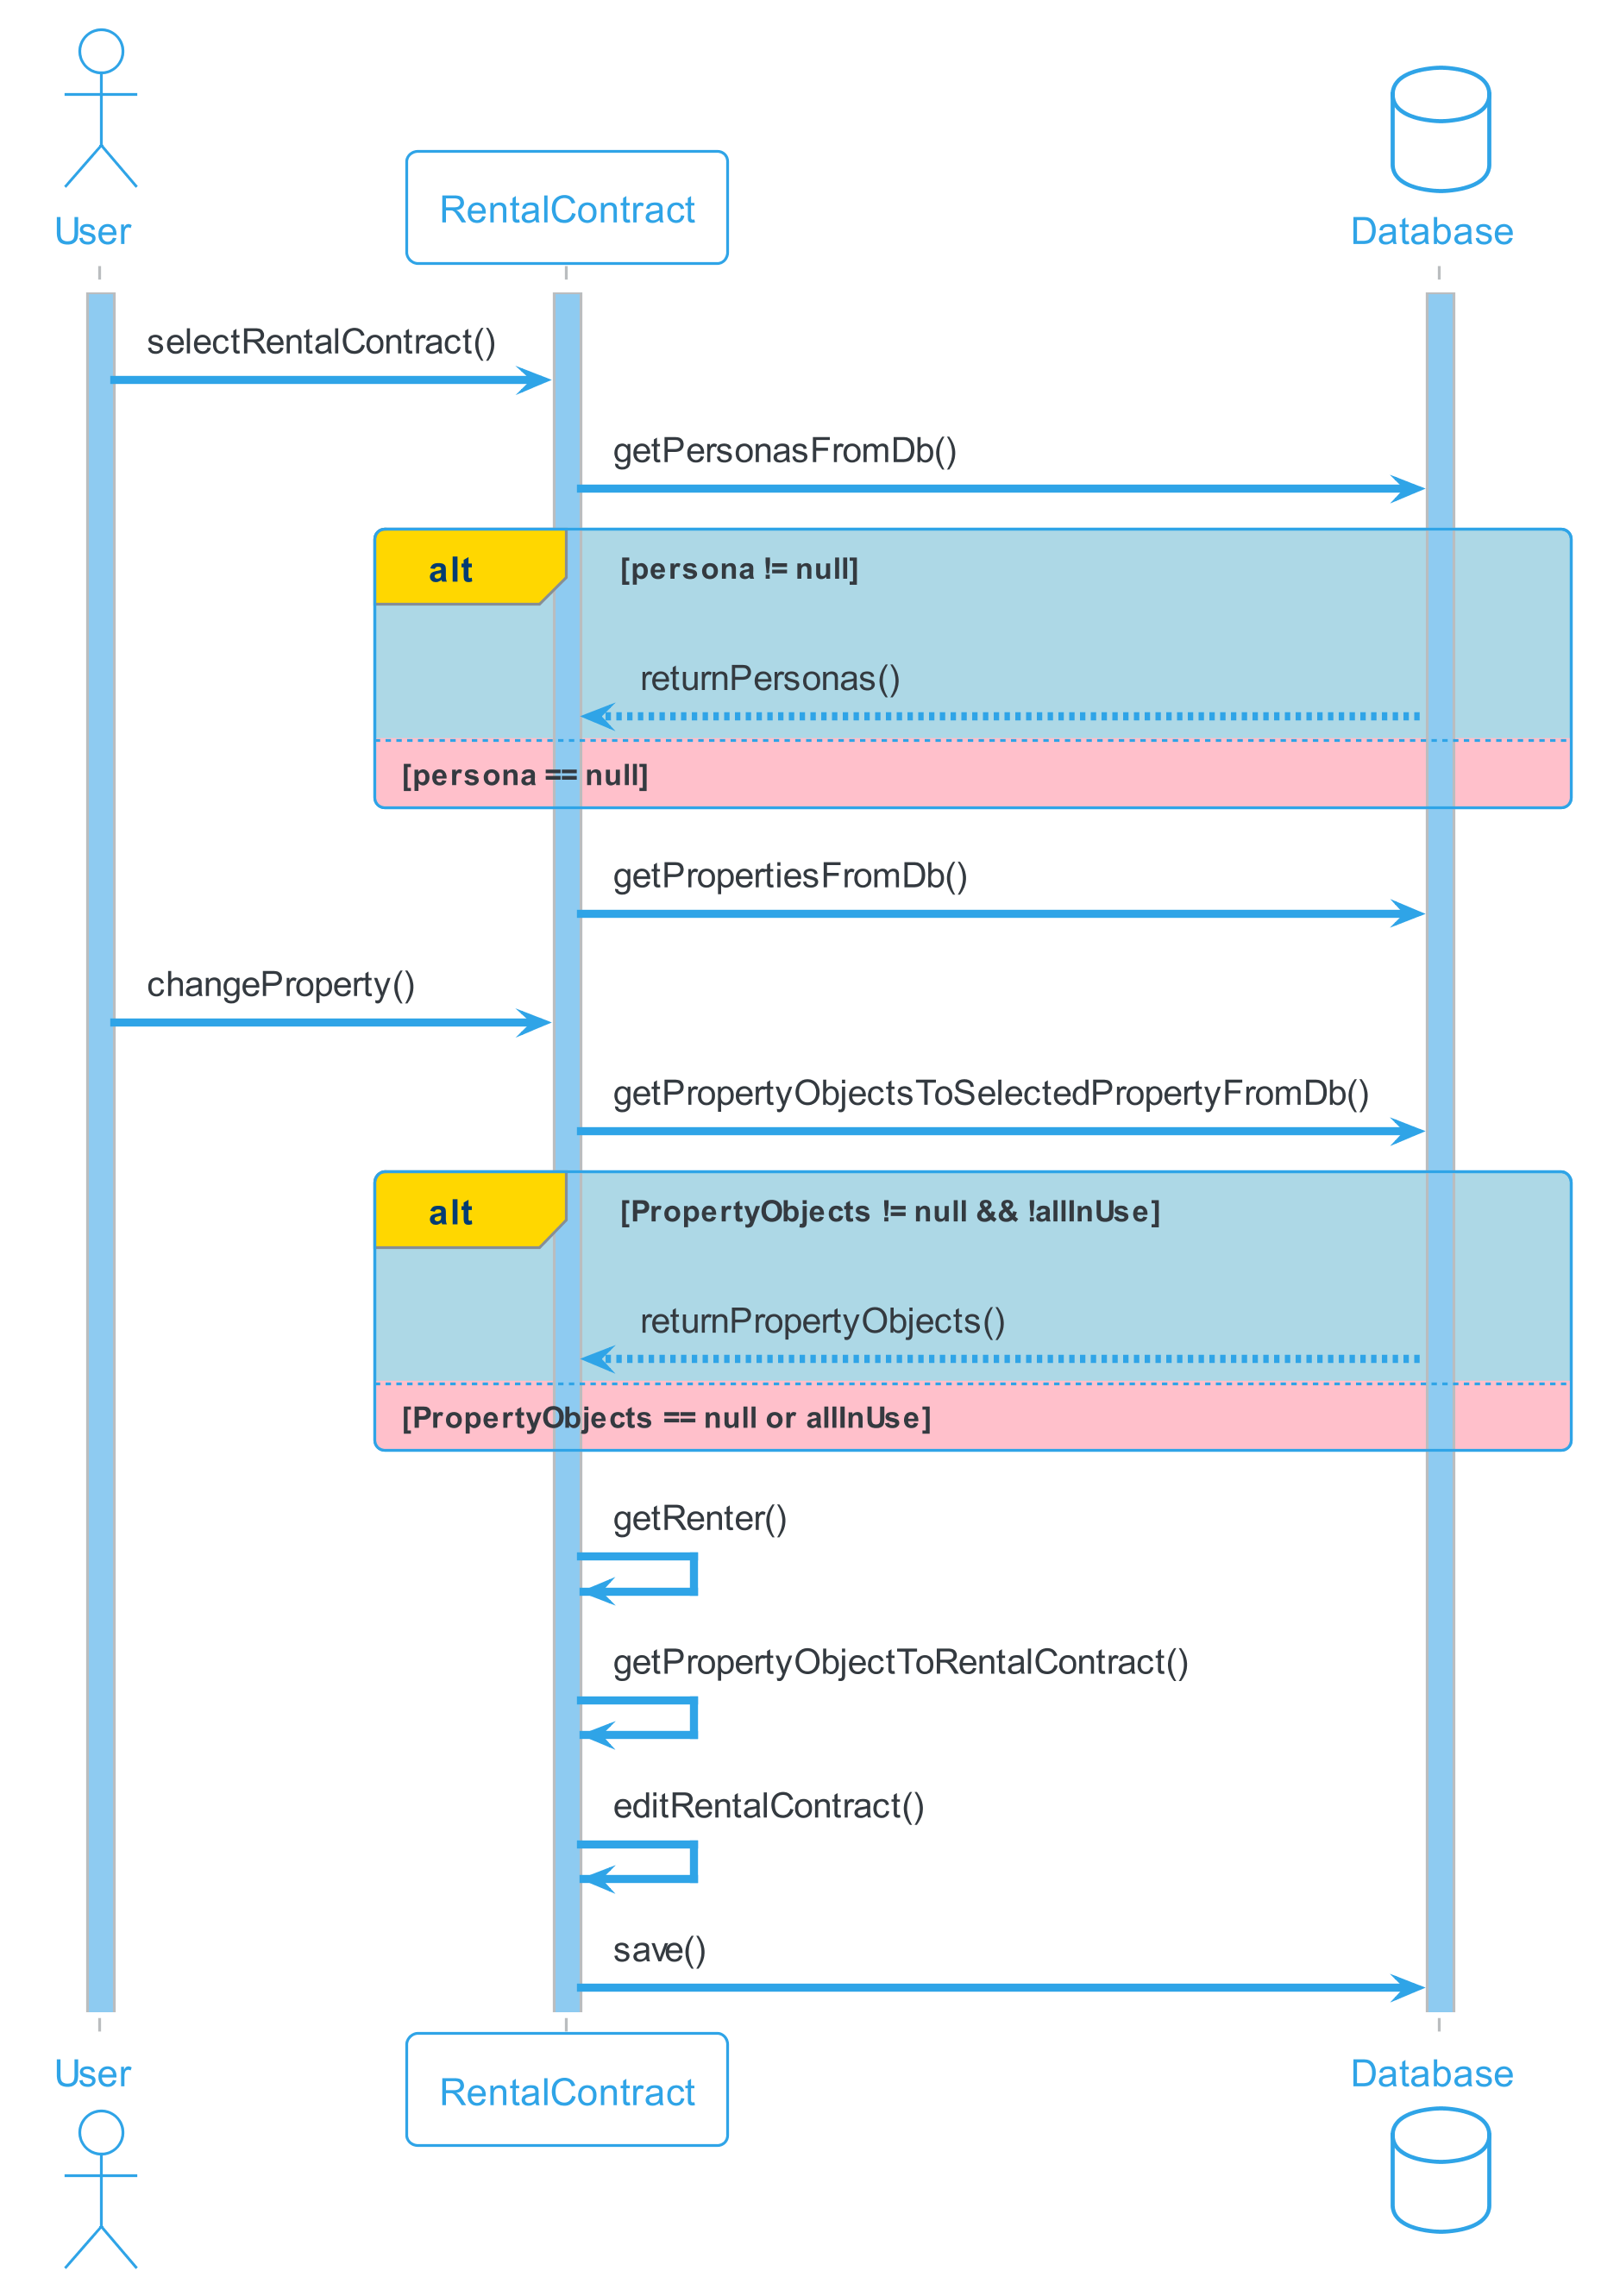 User
RentalContract
Database
selectRentalContract()
getPersonasFromDb()
alt
[persona != null]
returnPersonas()
[persona == null]
getPropertiesFromDb()
changeProperty()
getPropertyObjectsToSelectedPropertyFromDb()
alt
[PropertyObjects != null && !allInUse]
returnPropertyObjects()
[PropertyObjects == null or allInUse]
getRenter()
getPropertyObjectToRentalContract()
editRentalContract()
save()
User
RentalContract
Database